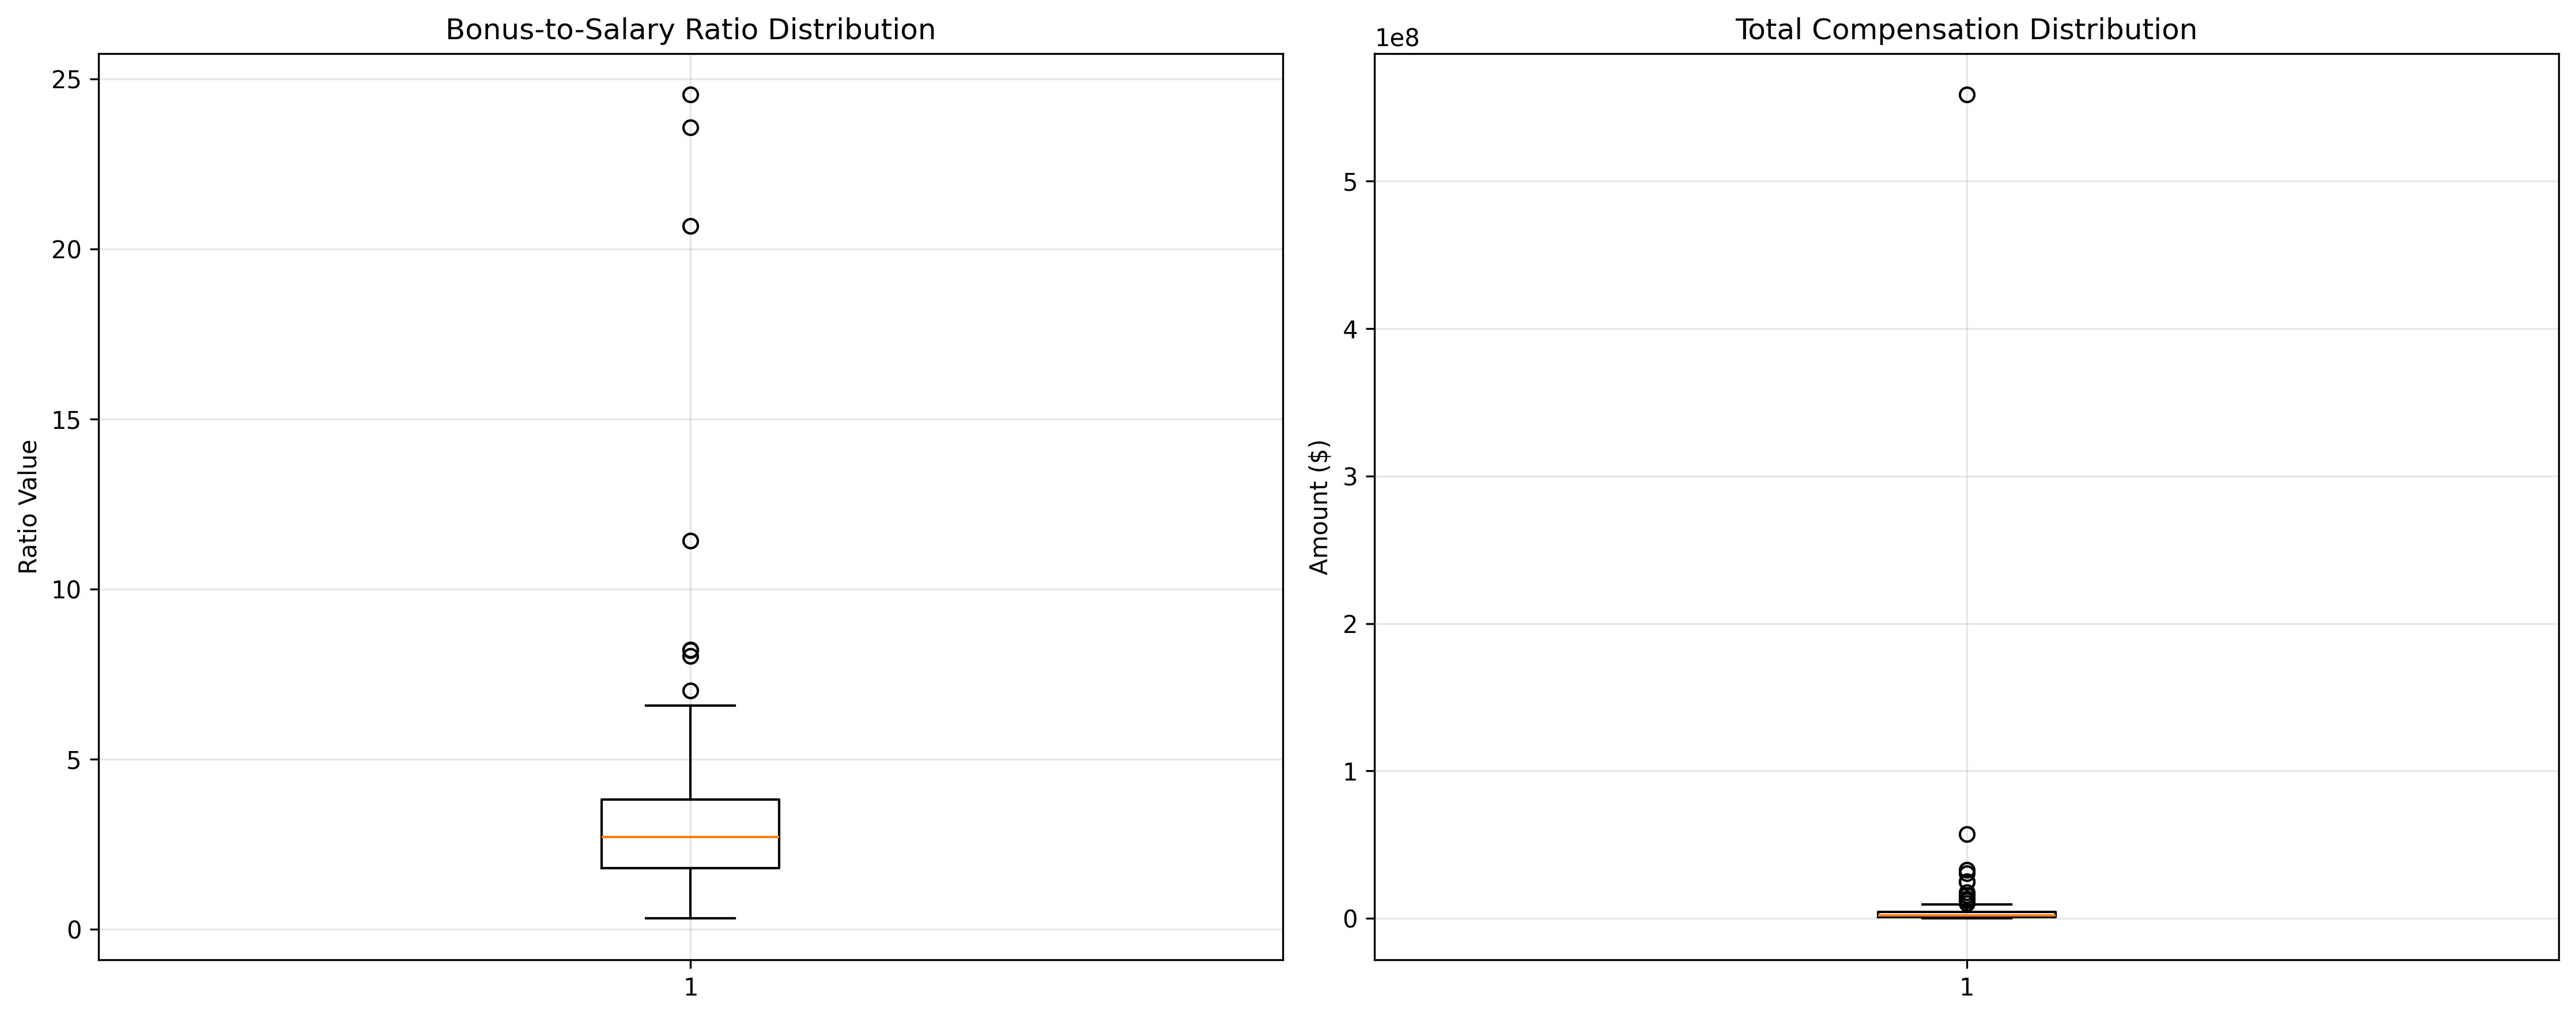 Bonus-to-Salary Ratio Distribution
25
20
15
10
5
0
Ratio Value
1
Total Compensation Distribution
1e8
5
4
3
2
1
0
Amount ($)
1